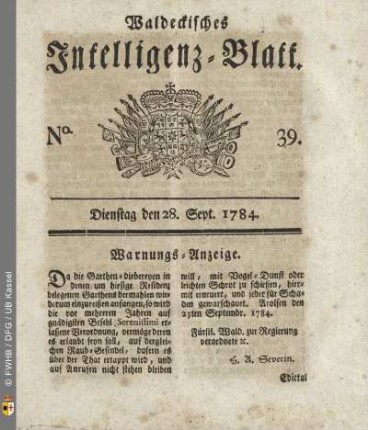 Waldeckisches
Intelligenz-Blatt.
No. 39.
Dienstag den 28. Sept. 1784.
Warnungs-Anzeige.
Da die Garthen-diebereyen in
denen um hiesige Residenz
belegenen Garthens dermahlen wie-
derum einzureißen anfangen, so wird
die vor mehreren Jahren auf
gnädigsten Befehl Serenissimi er-
lassene Verordnung, vermöge deren
es erlaubt seyn soll, auf derglei-
chen Raub-Gesindel, dafern es
über der That ertappt wird, und
auf Anrufen nicht stehen bleiben
will, mit Vogel-Dunst oder
leichten Schrot zu schiesen, hier-
mit erneuert, und jeder für Scha-
den gewarschauet. Arolsen den
21sten Septembr. 1784.
Fürstl. Wald. zur Regierung
verordnete ꝛc.
H. A. Severin.
Edictal
© FWHB / DFG / UB Kassel